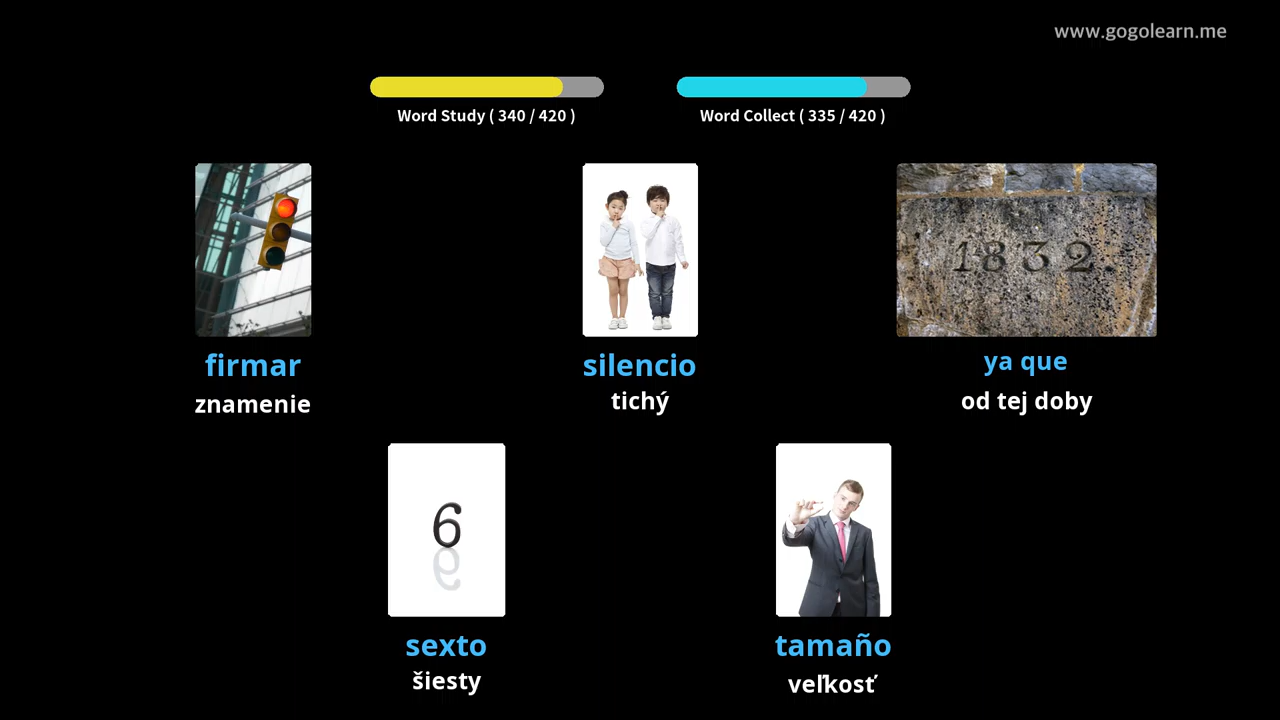 www.gogolearn.me
Word Study ( 340 / 420 )
Word Collect ( 335 / 420 )
1832.
firmar
znamenie
silencio
tichý
ya que
od tej doby
6
sexto
šiesty
tamaño
veľkosť